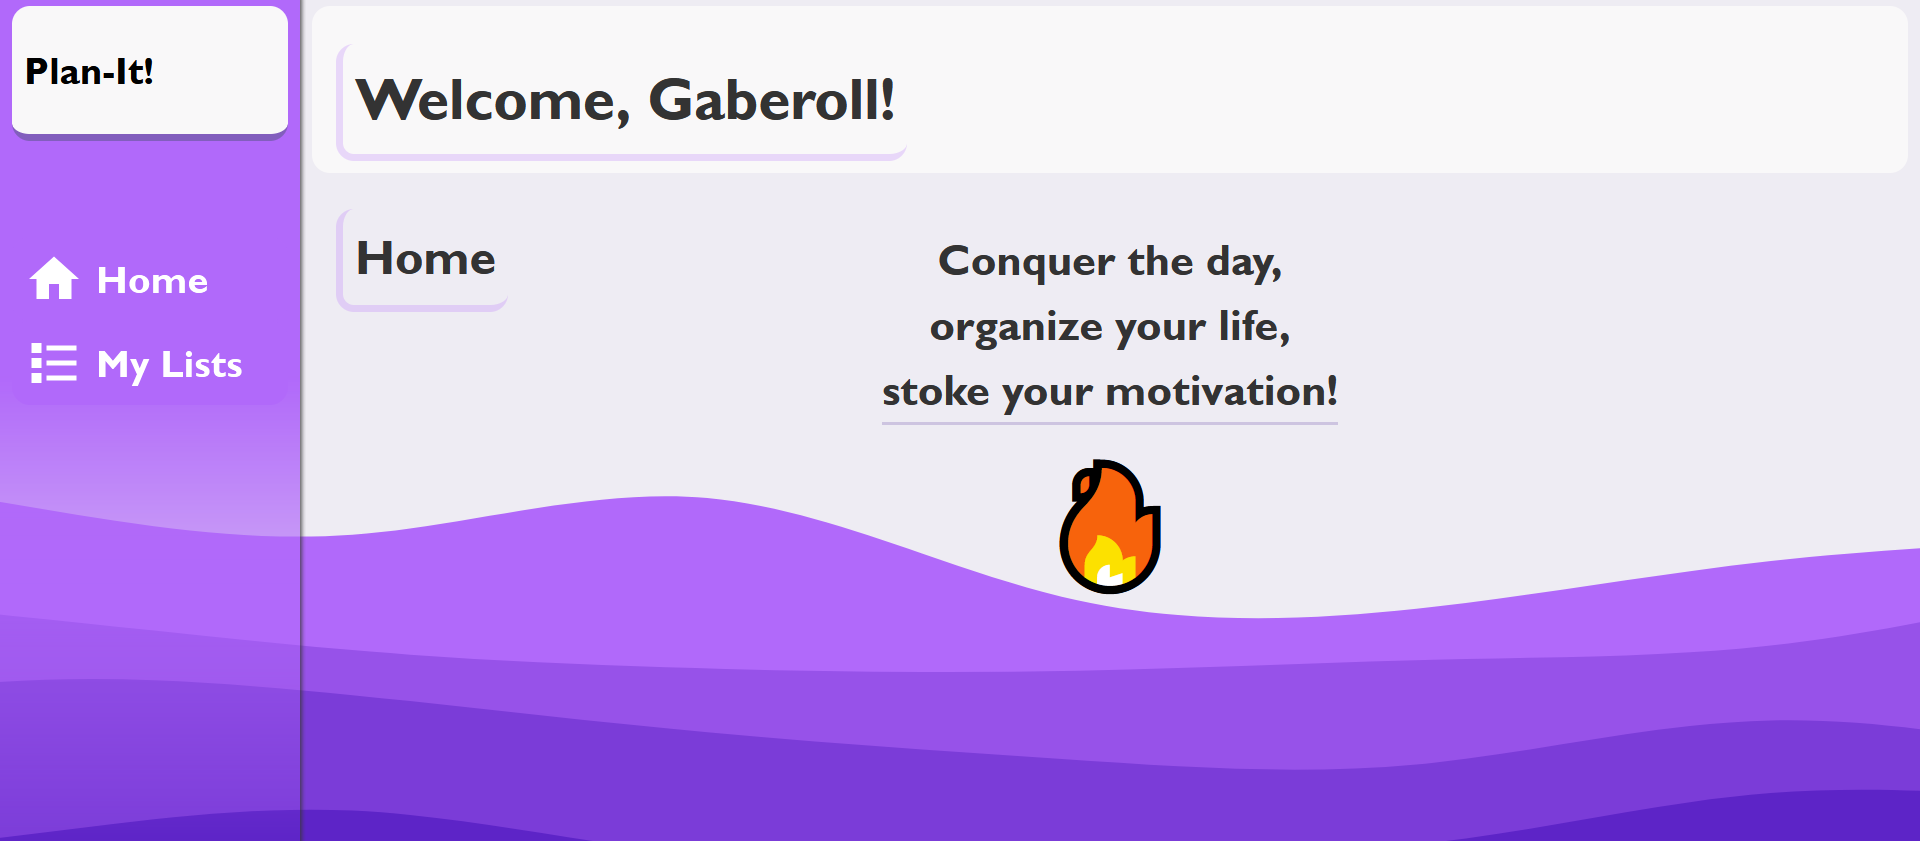 Plan-It!
Home
My Lists
Welcome, Gaberoll!
Home
Conquer the day,
organize your life,
stoke your motivation!